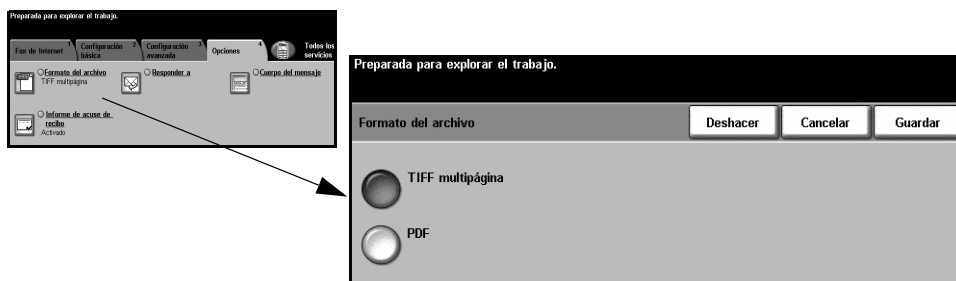 Preparada para explorar el trabajo.
Fax de Internet 1
Configuración básica 2
Configuración avanzada 3
Opciones 4
Todos los servicios
Formato del archivo
TIFF multipágina
Responder a
Cuerpo del mensaje
Informe de acuse de recibo
Activado
Preparada para explorar el trabajo.
Formato del archivo
Deshacer
Cancelar
Guardar
TIFF multipágina
PDF